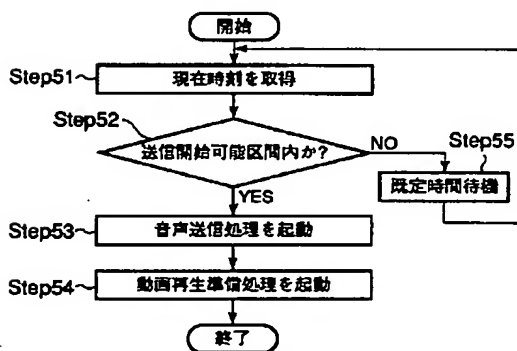 開始
Step51 現在時刻を取得
Step52
送信開始可能区間内か?
NO
Step55
既定時間待機
YES
Step53 音声送信処理を起動
Step54 動画再生準信処理を起動
終了